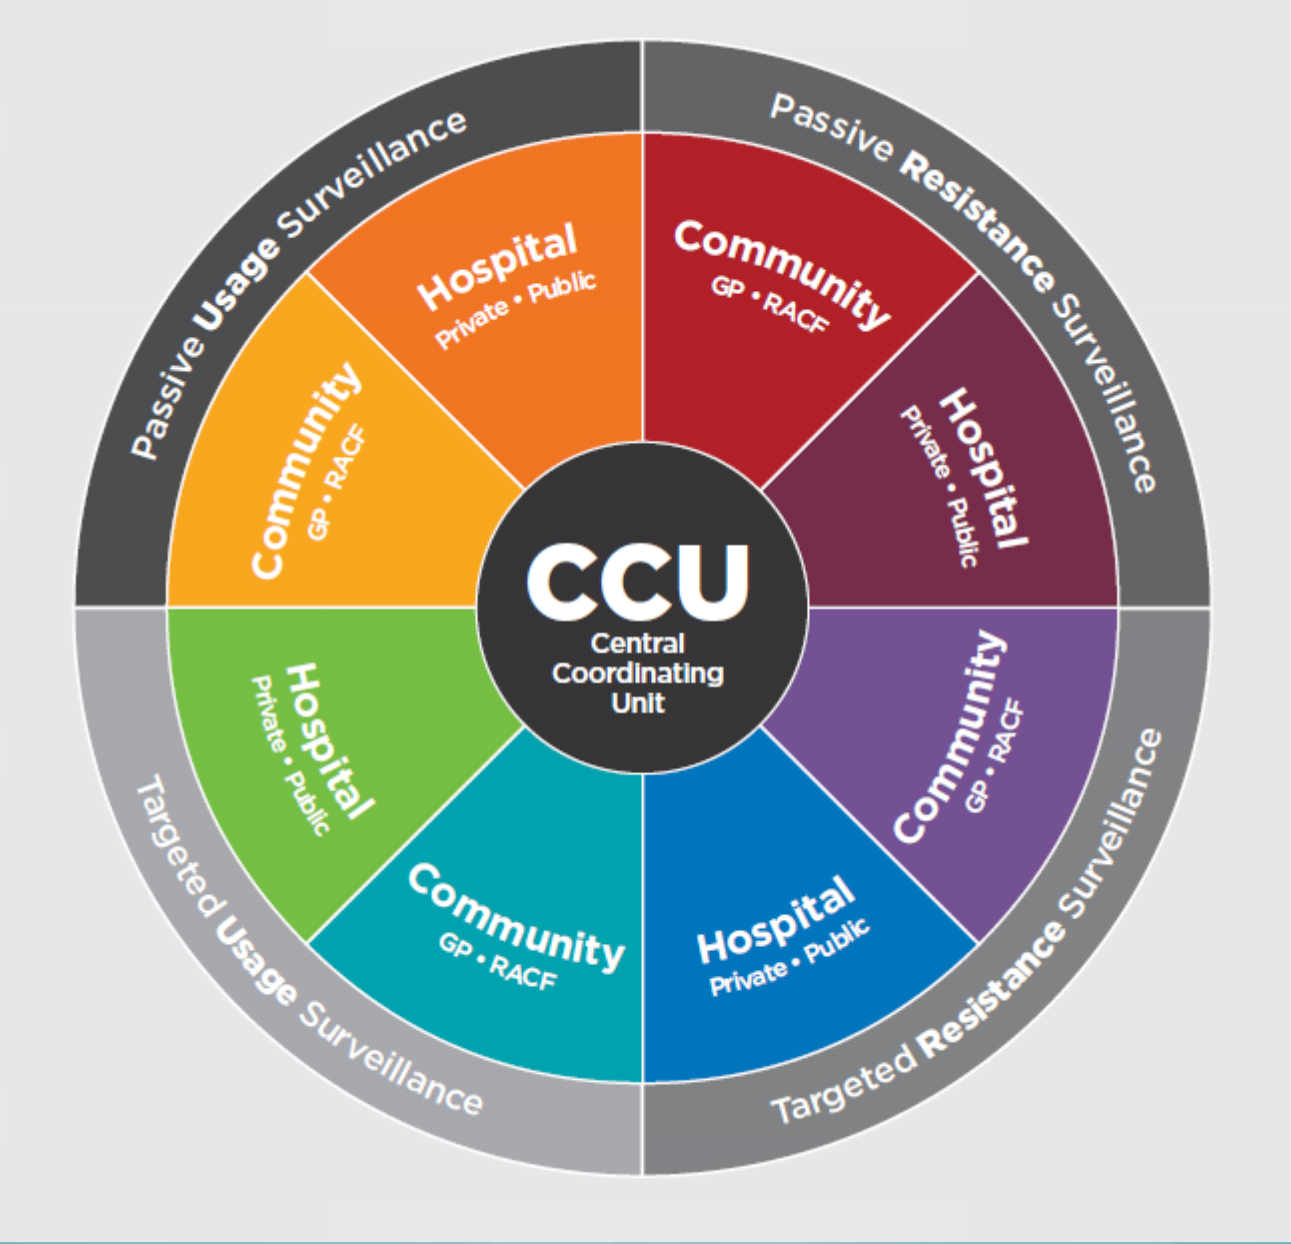 Passive Usage Surveillance
Passive Resistance Surveillance
Hospital
Private • Public
Community
GP • RACF
Community
GP • RACF
Hospital
Private • Public
CCU
Central
Coordinating
Unit
Hospital
Private • Public
Community
GP • RACF
Community
GP • RACF
Hospital
Private • Public
Targeted Usage Surveillance
Targeted Resistance Surveillance